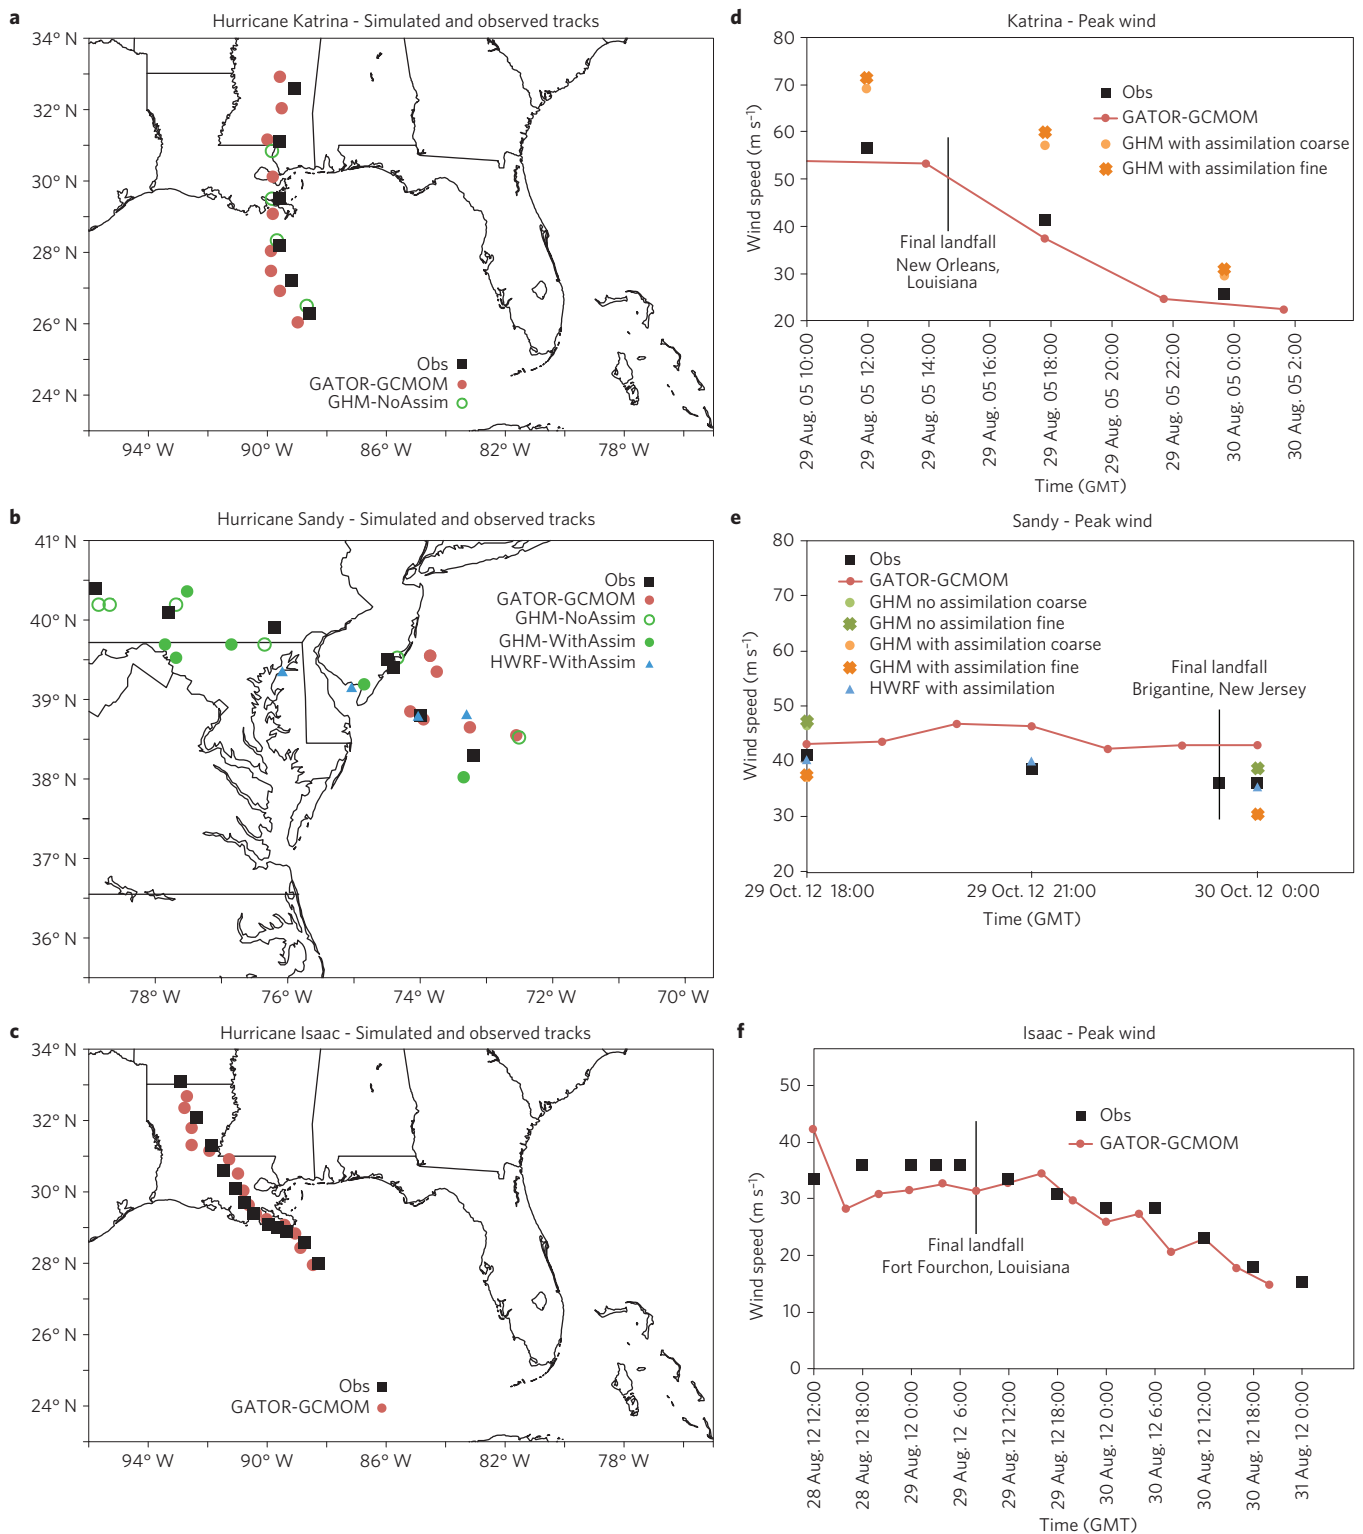 a
Hurricane Katrina - Simulated and observed tracks
34° N
32° N
30° N
28° N
26° N
24° N
Obs
GATOR-GCMOM
GHM-NoAssim
94° W
90° W
86° W
82° W
78° W
d
Katrina - Peak wind
80
70
60
50
40
30
20
Wind speed (m s⁻¹)
Obs
GATOR-GCMOM
GHM with assimilation coarse
GHM with assimilation fine
Final landfall
New Orleans,
Louisiana
29 Aug. 05 10:00
29 Aug. 05 12:00
29 Aug. 05 14:00
29 Aug. 05 16:00
29 Aug. 05 18:00
29 Aug. 05 20:00
29 Aug. 05 22:00
30 Aug. 05 0:00
30 Aug. 05 2:00
Time (GMT)
b
Hurricane Sandy - Simulated and observed tracks
41° N
40° N
39° N
38° N
37° N
36° N
Obs
GATOR-GCMOM
GHM-NoAssim
GHM-WithAssim
HWRF-WithAssim
78° W
76° W
74° W
72° W
70° W
e
Sandy - Peak wind
80
70
60
50
40
30
20
Wind speed (m s⁻¹)
Obs
GATOR-GCMOM
GHM no assimilation coarse
GHM no assimilation fine
GHM with assimilation coarse
GHM with assimilation fine
HWRF with assimilation
Final landfall
Brigantine, New Jersey
29 Oct. 12 18:00
29 Oct. 12 21:00
30 Oct. 12 0:00
Time (GMT)
c
Hurricane Isaac - Simulated and observed tracks
34° N
32° N
30° N
28° N
26° N
24° N
Obs
GATOR-GCMOM
94° W
90° W
86° W
82° W
78° W
f
Isaac - Peak wind
50
40
30
20
10
0
Wind speed (m s⁻¹)
Obs
GATOR-GCMOM
Final landfall
Fort Fourchon, Louisiana
28 Aug. 12 12:00
28 Aug. 12 18:00
29 Aug. 12 0:00
29 Aug. 12 6:00
29 Aug. 12 12:00
29 Aug. 12 18:00
30 Aug. 12 0:00
30 Aug. 12 6:00
30 Aug. 12 12:00
30 Aug. 12 18:00
31 Aug. 12 0:00
Time (GMT)